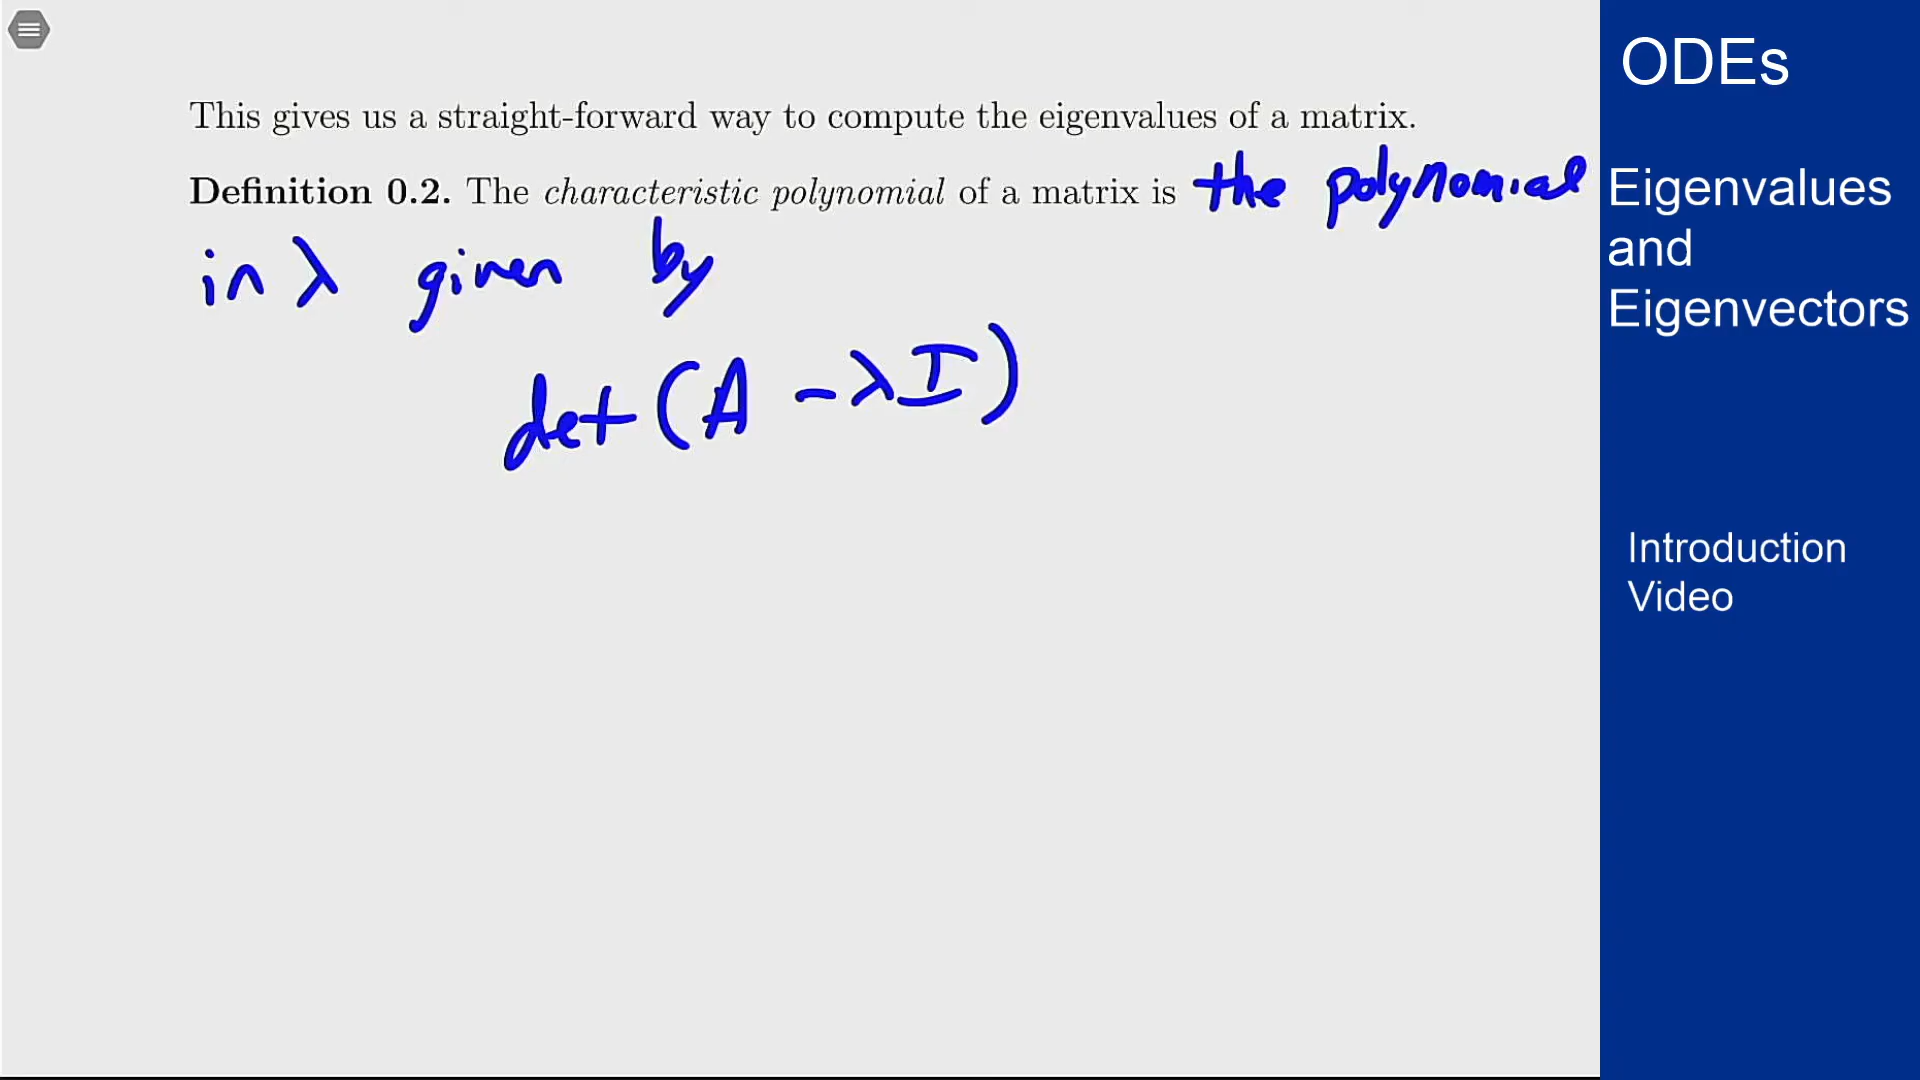 This gives us a straight-forward way to compute the eigenvalues of a matrix.
Definition 0.2. The characteristic polynomial of a matrix is the polynomial
in λ given by
det(A - λI)
ODEs
Eigenvalues
and
Eigenvectors
Introduction
Video